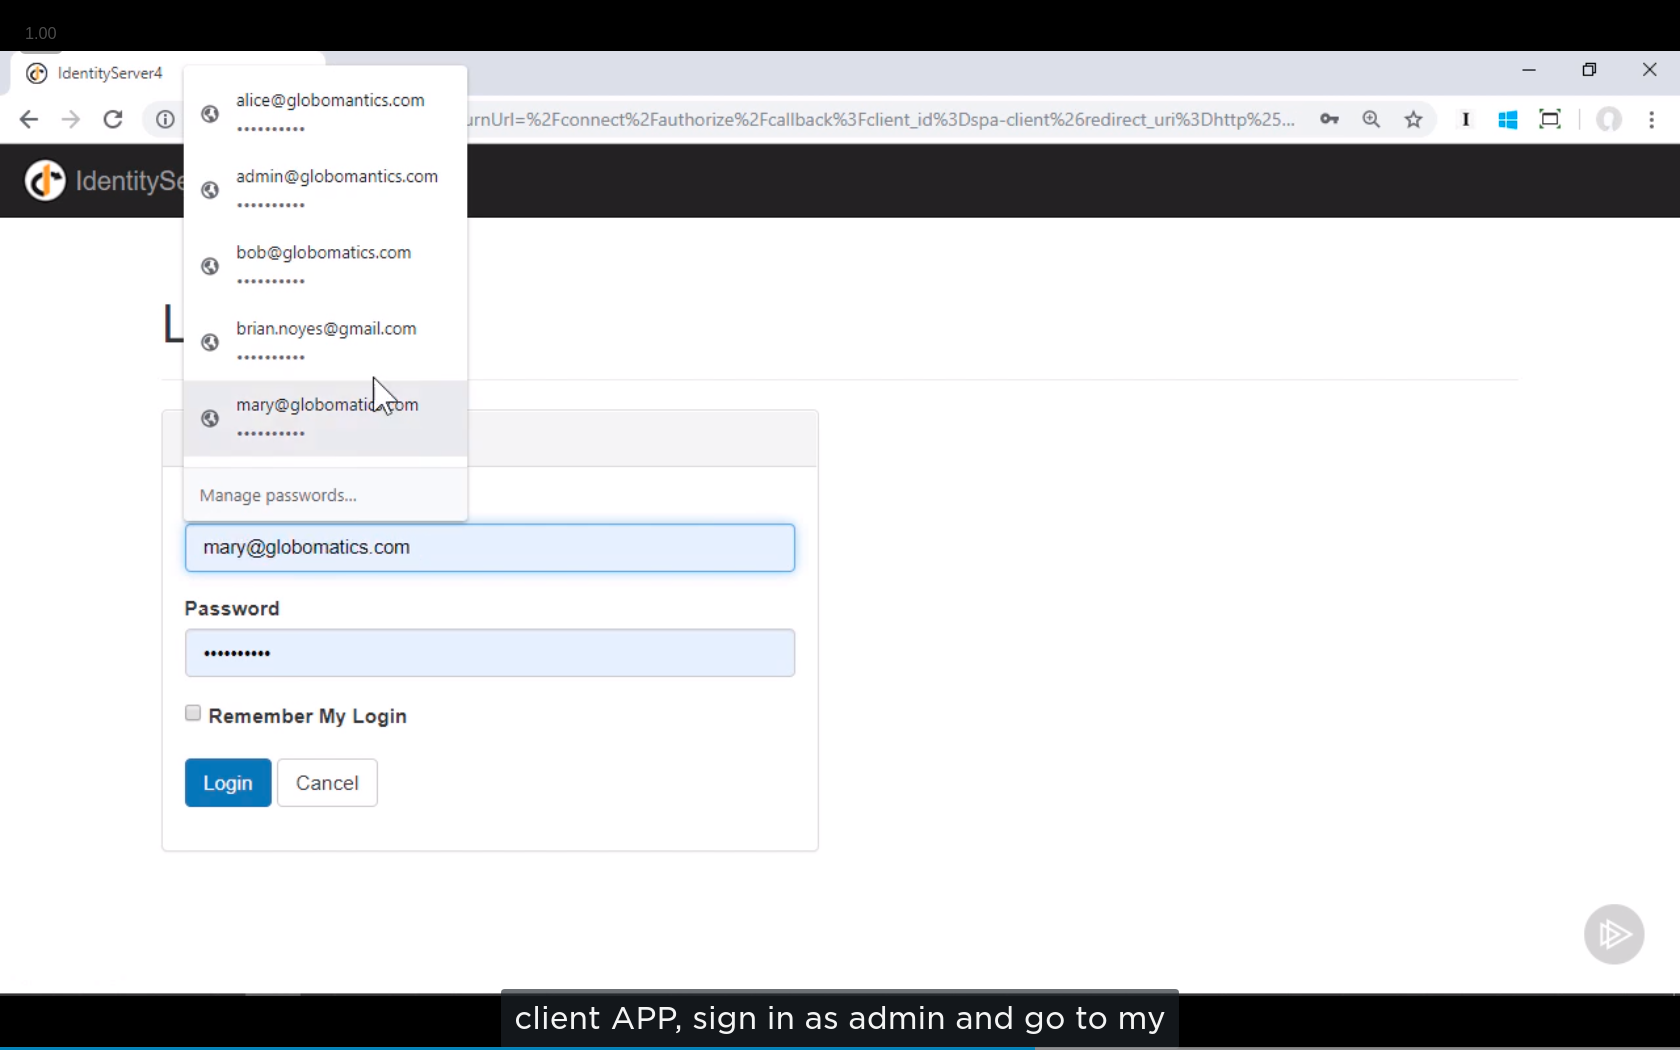 1.00
IdentityServer4
urnUrl=%2Fconnect%2Fauthorize%2Fcallback%3Fclient_id%3Dspa-client%26redirect_uri%3Dhttp%25...
IdentitySe
alice@globomantics.com
••••••••••
admin@globomantics.com
••••••••••
bob@globomatics.com
••••••••••
brian.noyes@gmail.com
••••••••••
mary@globomatics.com
••••••••••
Manage passwords...
L
mary@globomatics.com
Password
••••••••••
Remember My Login
Login
Cancel
client APP, sign in as admin and go to my